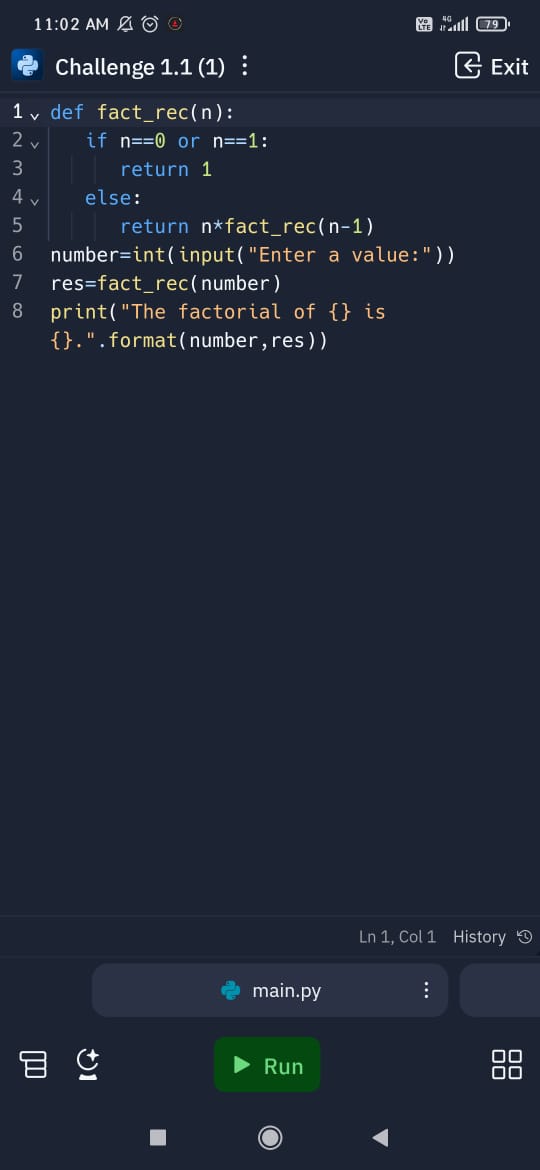 11:02 AM Vo LTE 4G 79
Challenge 1.1 (1) Exit
1 def fact_rec(n):
2 if n==0 or n==1:
3 return 1
4 else:
5 return n*fact_rec(n-1)
6 number=int(input("Enter a value:"))
7 res=fact_rec(number)
8 print("The factorial of {} is
{}.".format(number,res))
Ln 1, Col 1 History
main.py
Run